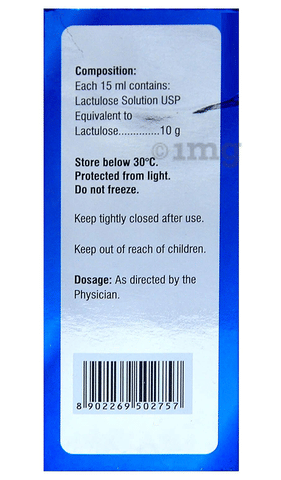 Composition:
Each 15 ml contains:
Lactulose Solution USP
Equivalent to
Lactulose..............10 g
©1mg
Store below 30°C.
Protected from light.
Do not freeze.
Keep tightly closed after use.
Keep out of reach of children.
Dosage: As directed by the
Physician.
8 902269 502757